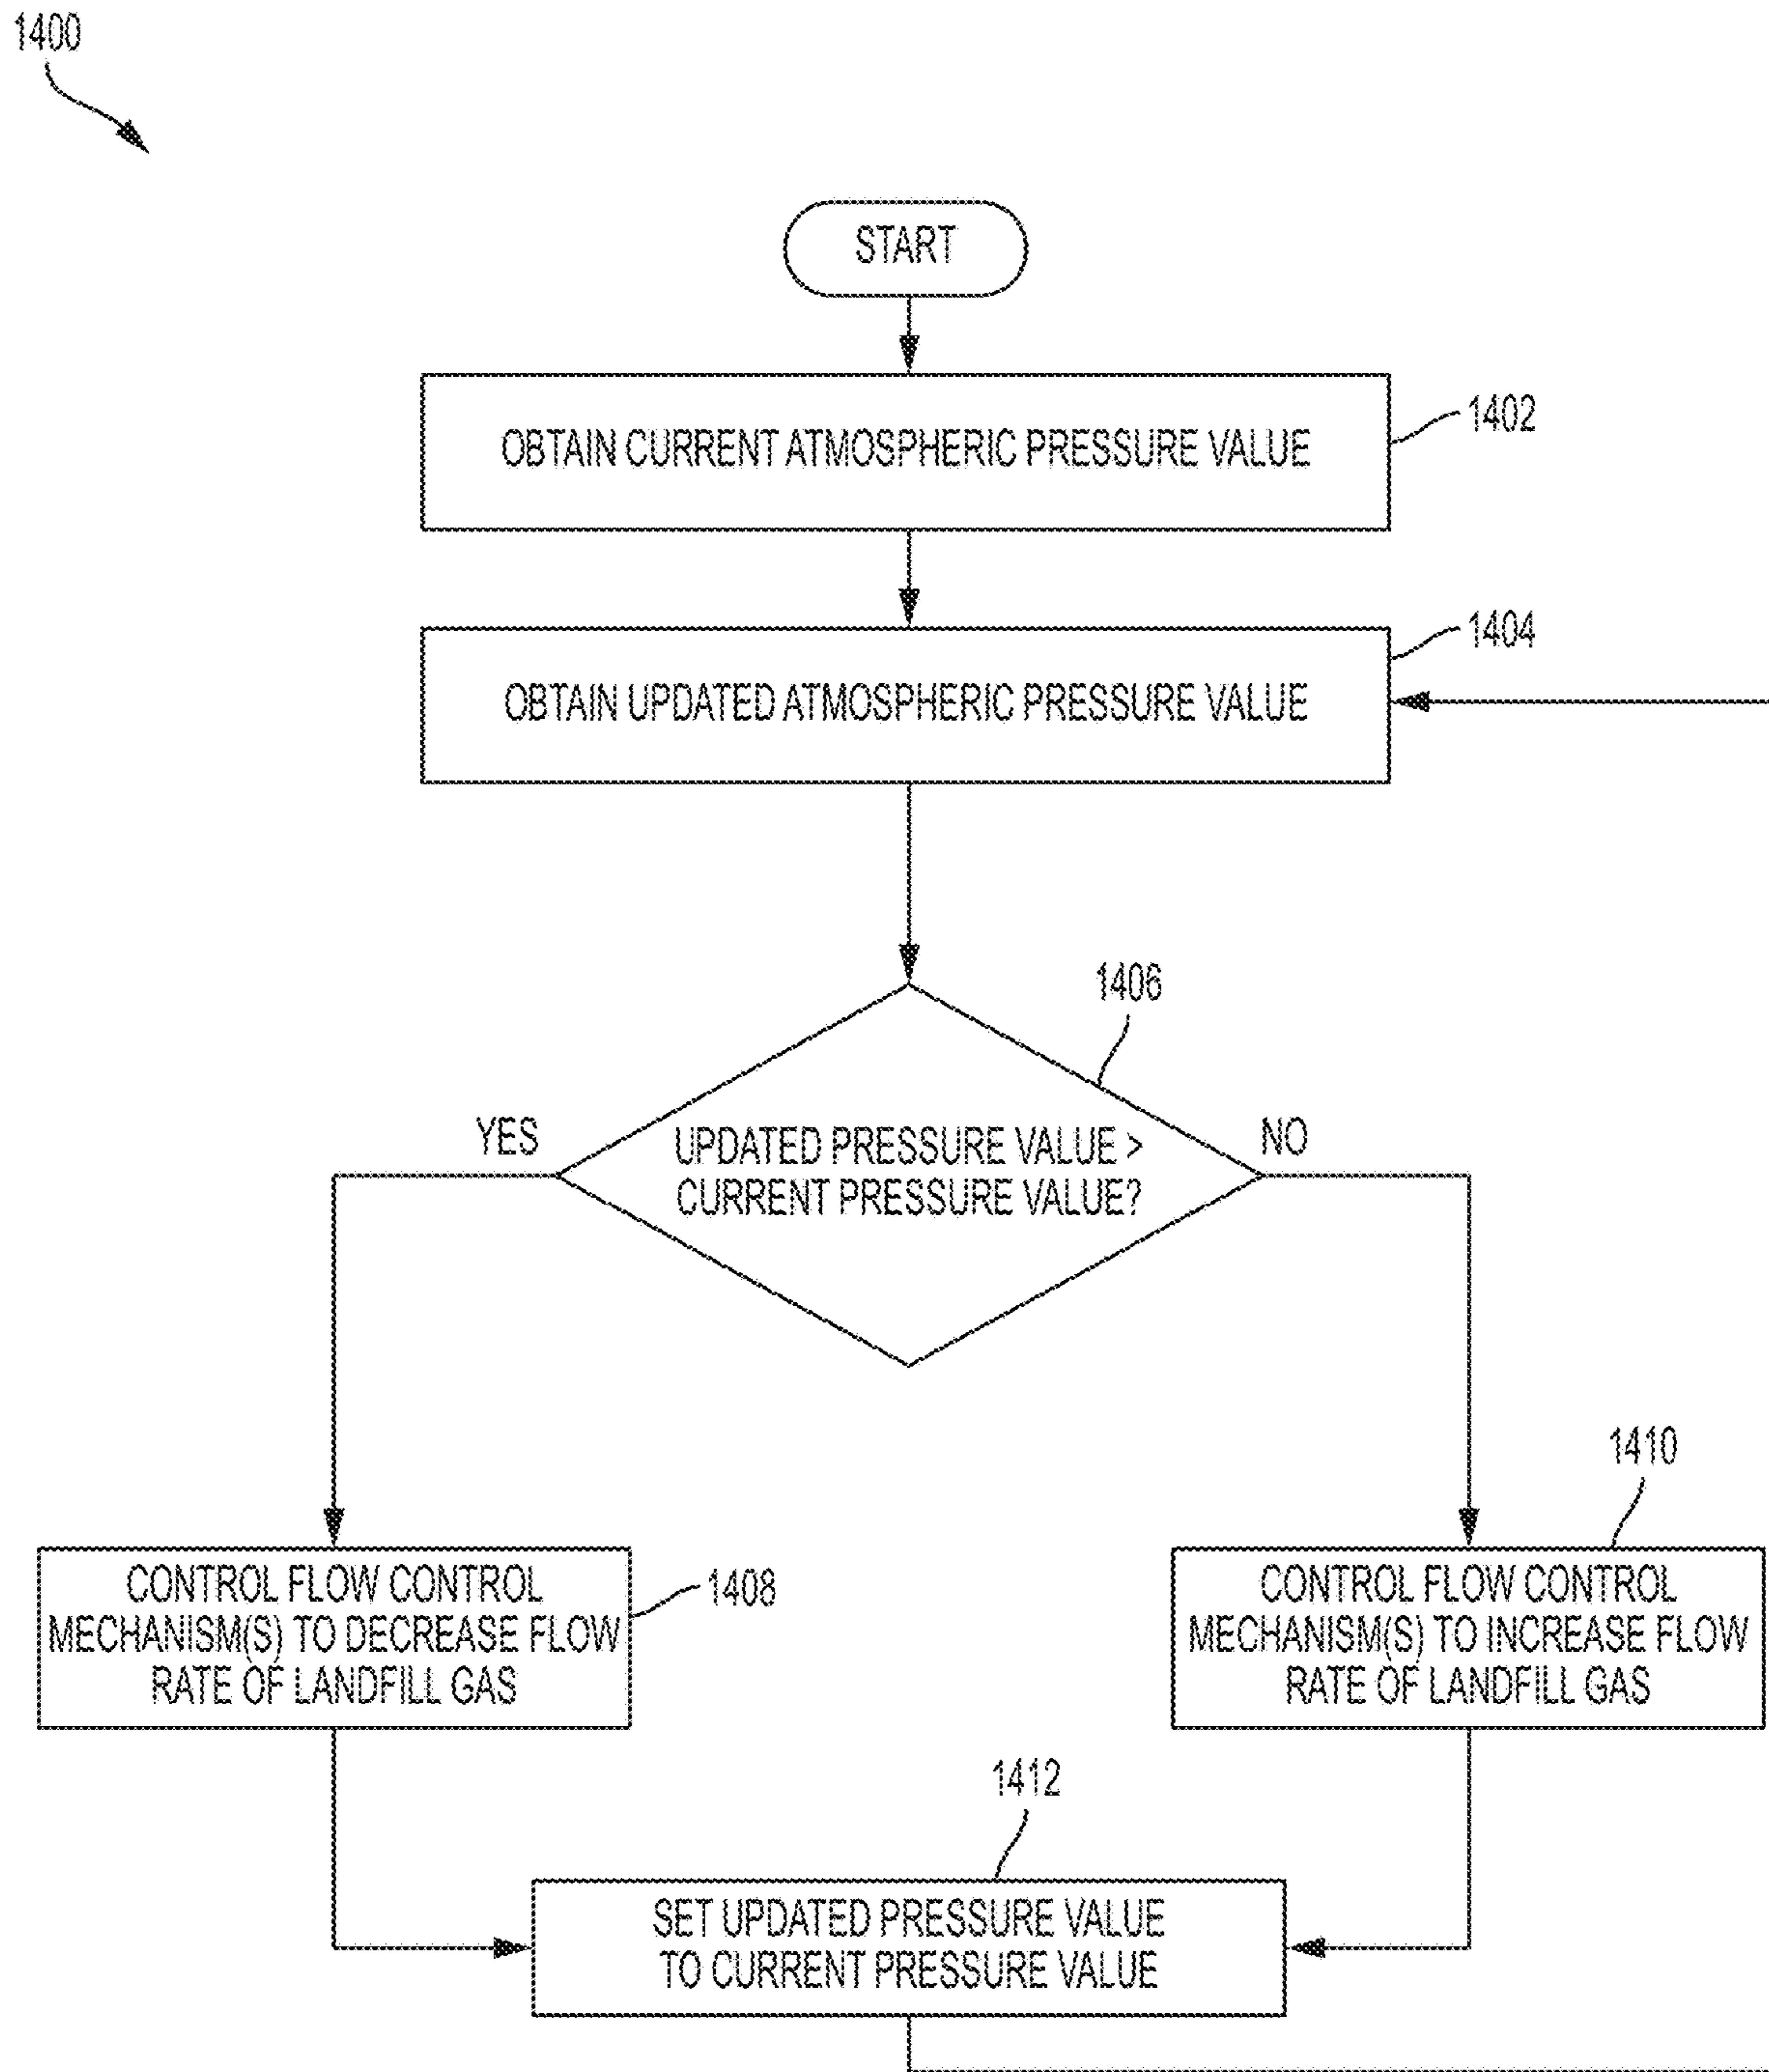 1400
START
OBTAIN CURRENT ATMOSPHERIC PRESSURE VALUE
1402
OBTAIN UPDATED ATMOSPHERIC PRESSURE VALUE
1404
1406
YES
UPDATED PRESSURE VALUE >
CURRENT PRESSURE VALUE?
NO
CONTROL FLOW CONTROL
MECHANISM(S) TO DECREASE FLOW
RATE OF LANDFILL GAS
1408
1410
CONTROL FLOW CONTROL
MECHANISM(S) TO INCREASE FLOW
RATE OF LANDFILL GAS
1412
SET UPDATED PRESSURE VALUE
TO CURRENT PRESSURE VALUE